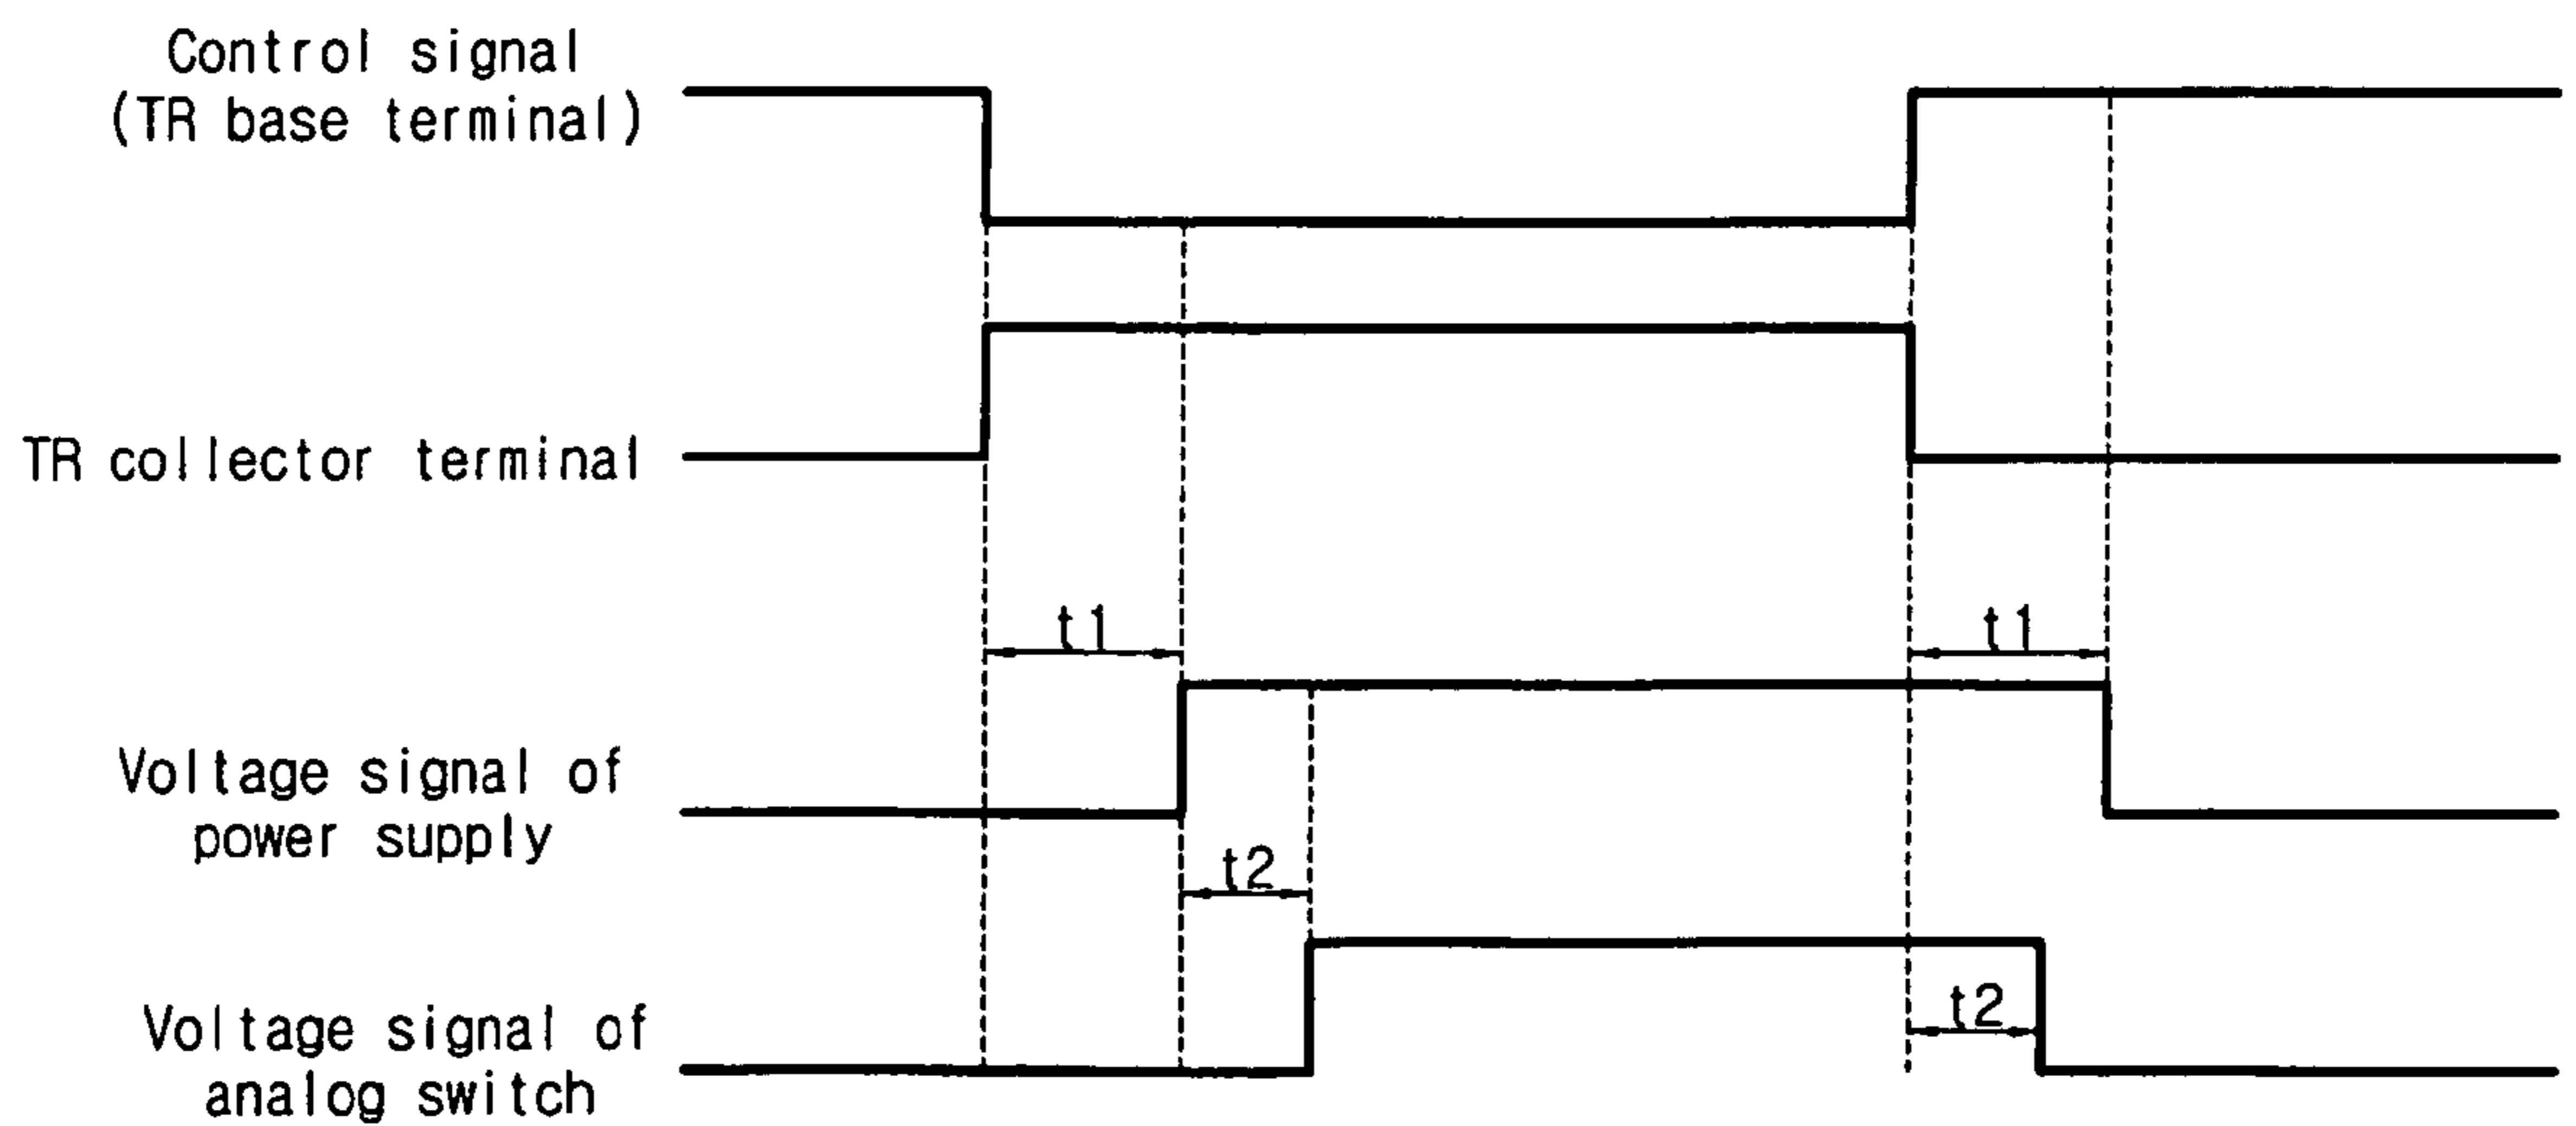 Control signal
(TR base terminal)
TR collector terminal
t1
t1
Voltage signal of
power supply
t2
Voltage signal of
analog switch
t2